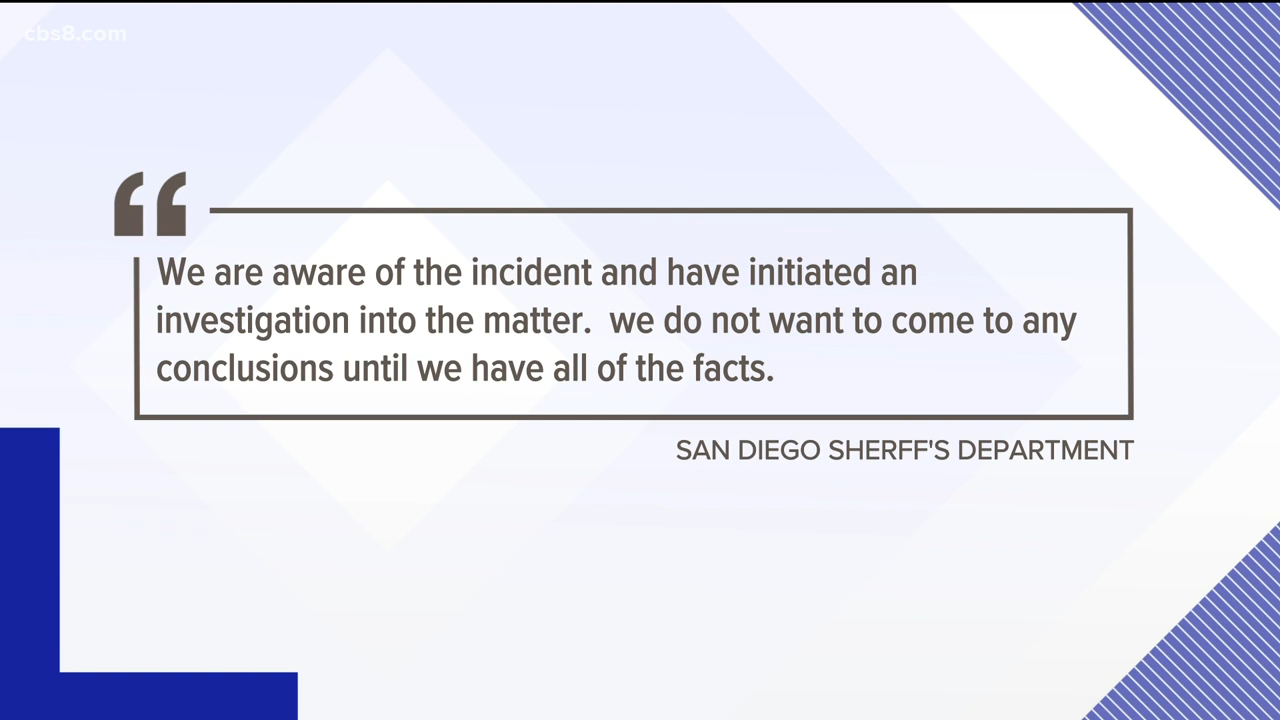 cbs8.com
“
We are aware of the incident and have initiated an
investigation into the matter.  we do not want to come to any
conclusions until we have all of the facts.
SAN DIEGO SHERFF'S DEPARTMENT